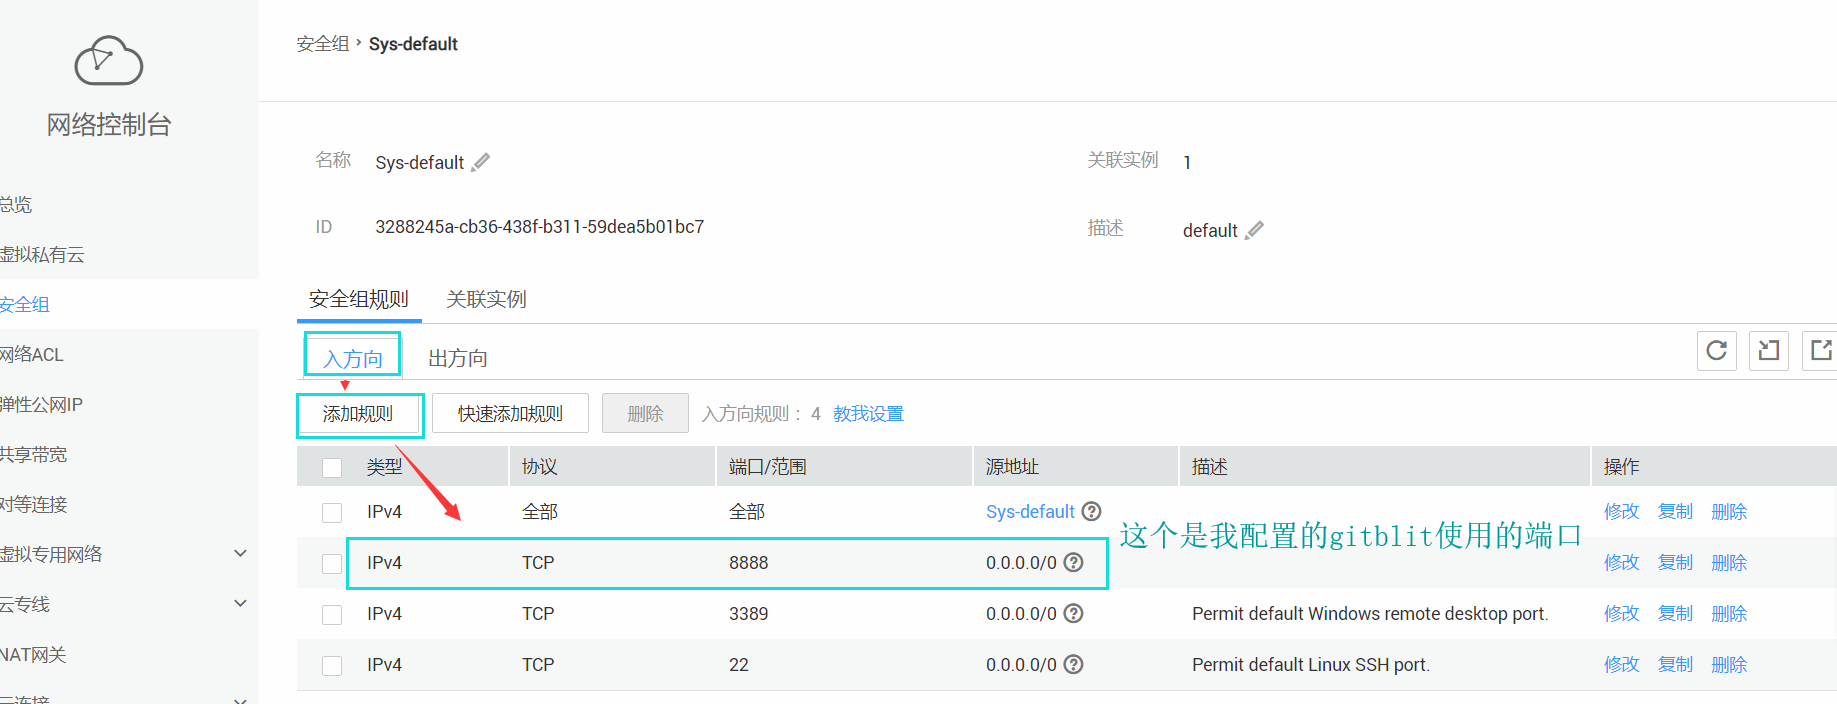 安全组 › Sys-default
网络控制台
名称 Sys-default 关联实例 1
总览
ID 3288245a-cb36-438f-b311-59dea5b01bc7 描述 default
虚拟私有云
安全组
安全组规则 关联实例
网络ACL
入方向 出方向
弹性公网IP
添加规则 快速添加规则 删除 入方向规则： 4 教我设置
共享带宽
类型 协议 端口/范围 源地址 描述 操作
对等连接
IPv4 全部 全部 Sys-default 修改 复制 删除
这个是我配置的gitblit使用的端口
虚拟专用网络
IPv4 TCP 8888 0.0.0.0/0 修改 复制 删除
云专线
IPv4 TCP 3389 0.0.0.0/0 Permit default Windows remote desktop port. 修改 复制 删除
NAT网关
IPv4 TCP 22 0.0.0.0/0 Permit default Linux SSH port. 修改 复制 删除
云连接